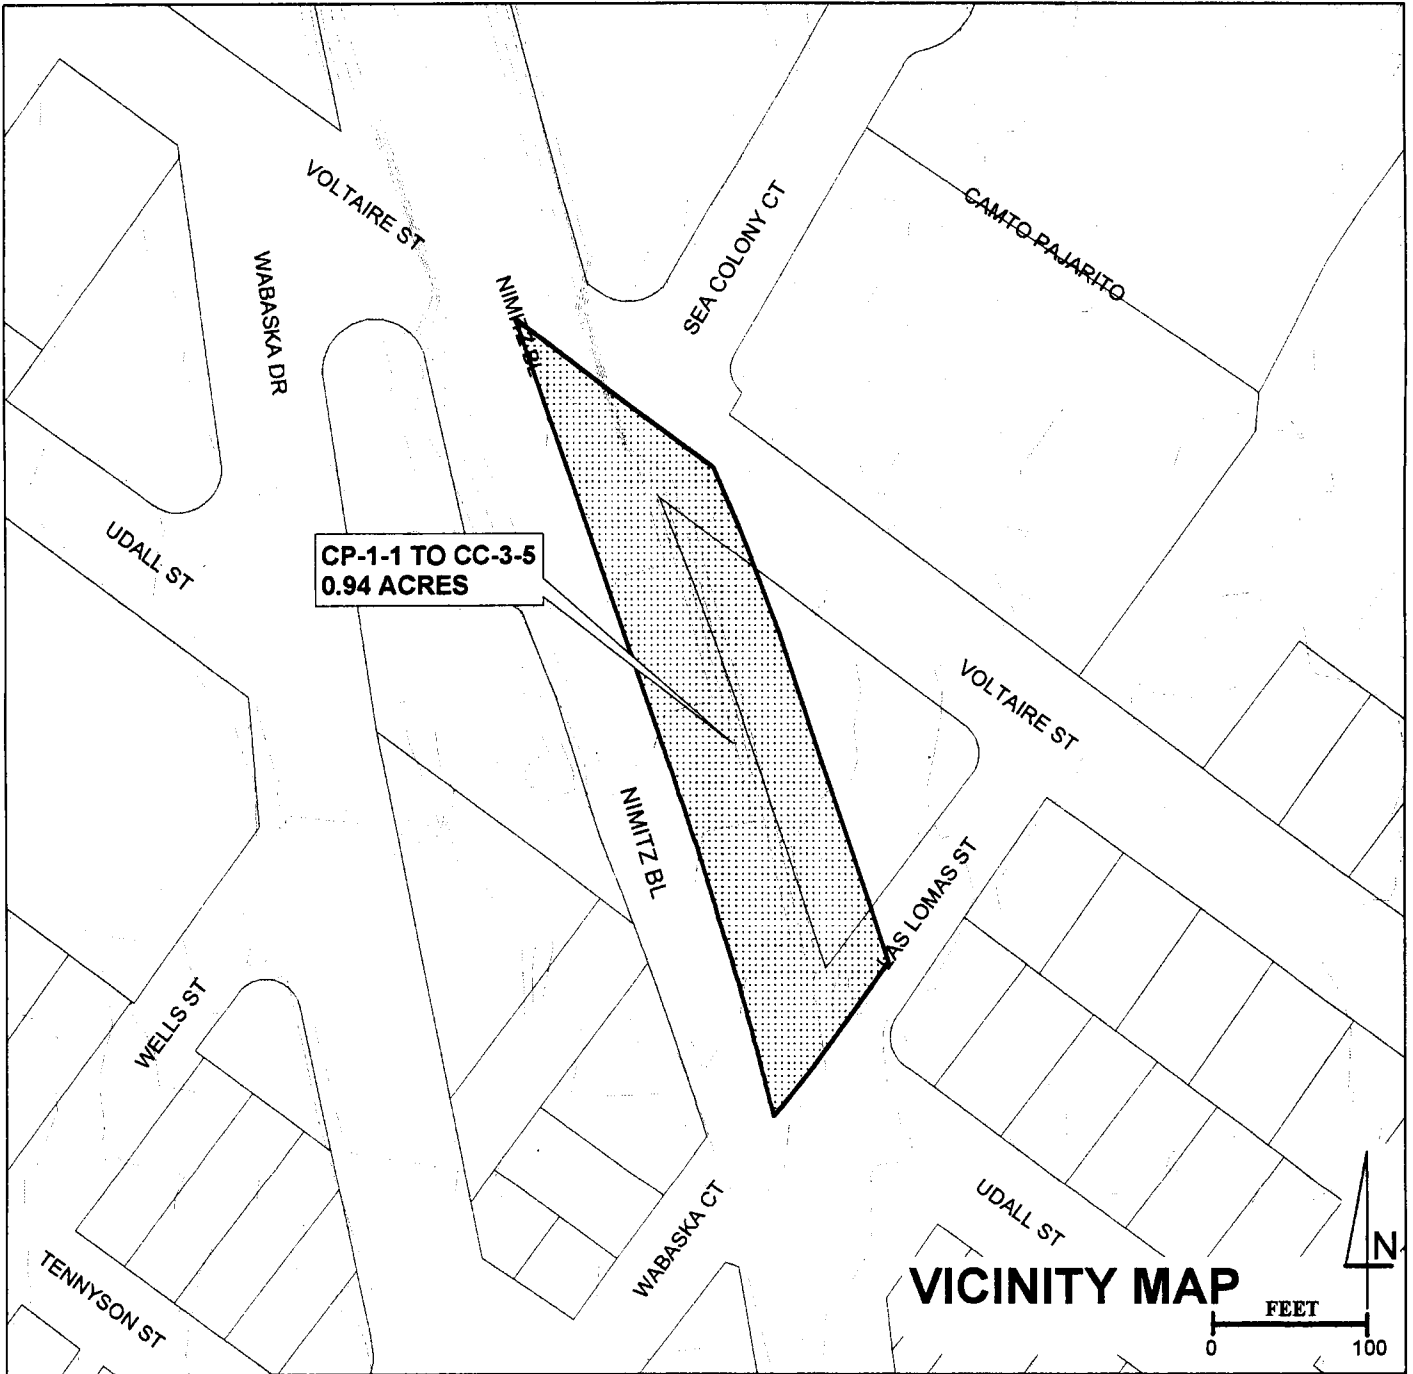 VOLTAIRE ST
CAMTO PAJARITO
SEA COLONY CT
WABASKA DR
NIMITZ BL
UDALL ST
CP-1-1 TO CC-3-5
0.94 ACRES
VOLTAIRE ST
NIMITZ BL
LAS LOMAS ST
WELLS ST
UDALL ST
WABASKA CT
TENNYSON ST
N
VICINITY MAP
FEET
0 100